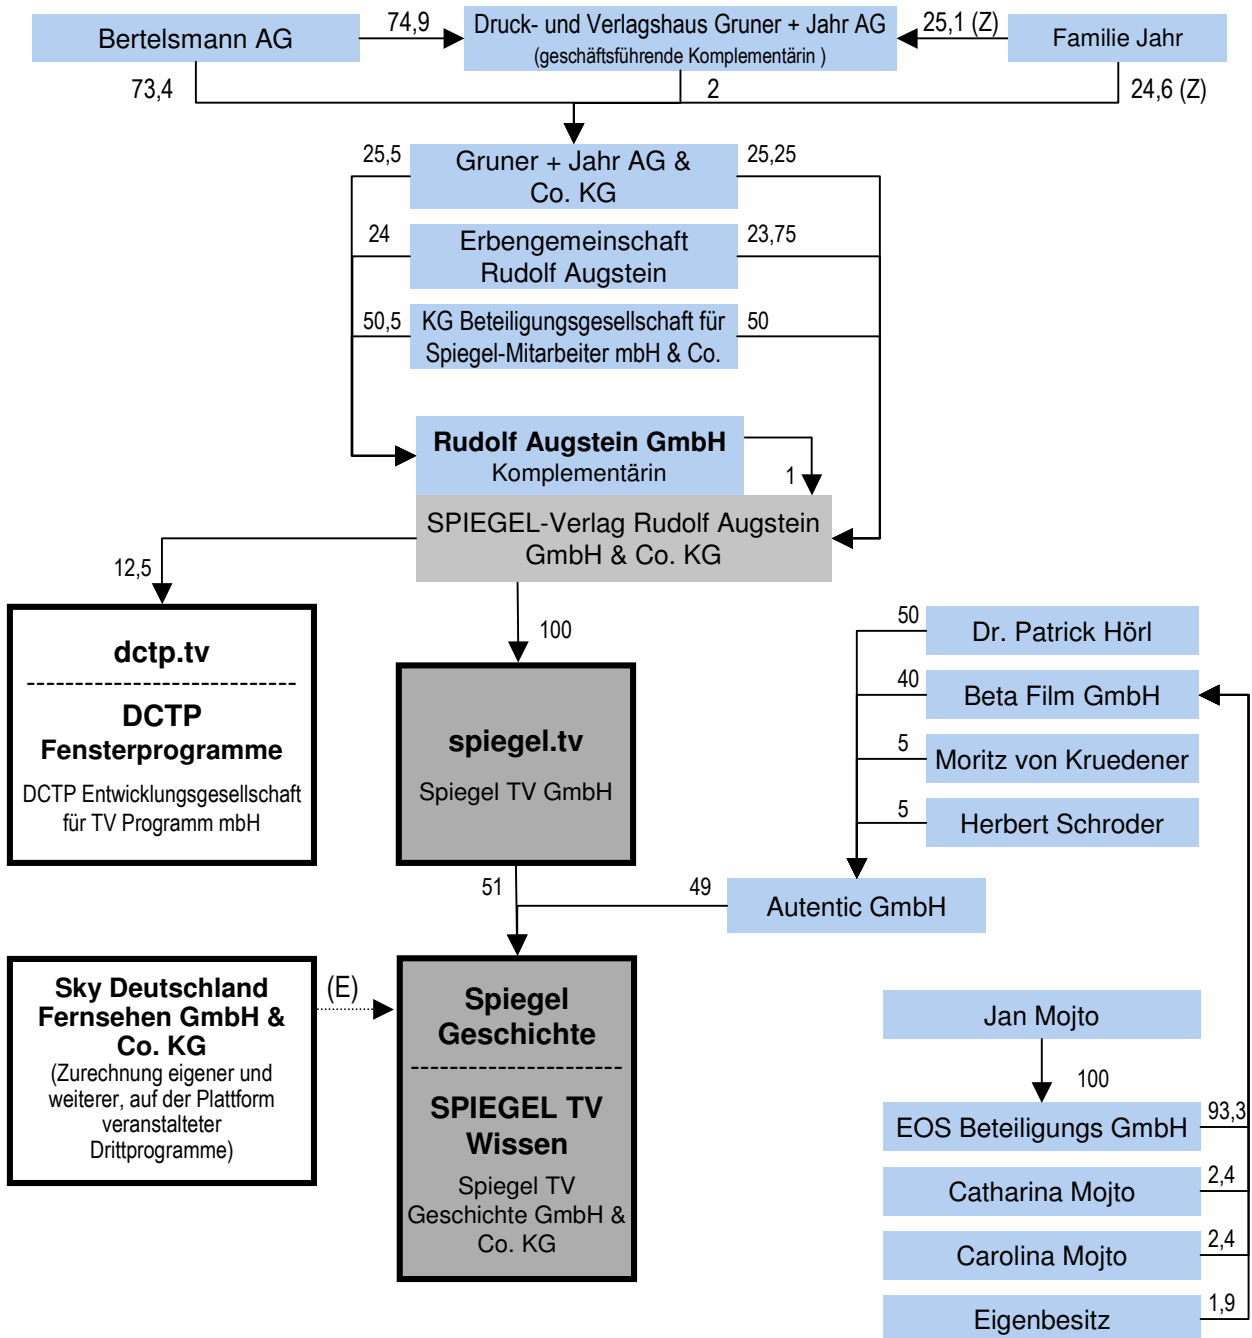 Bertelsmann AG
74,9
Druck- und Verlagshaus Gruner + Jahr AG
(geschäftsführende Komplementärin )
25,1 (Z)
Familie Jahr
73,4
2
24,6 (Z)
25,5
Gruner + Jahr AG &
Co. KG
25,25
24
Erbengemeinschaft
Rudolf Augstein
23,75
50,5
KG Beteiligungsgesellschaft für
Spiegel-Mitarbeiter mbH & Co.
50
Rudolf Augstein GmbH
Komplementärin
1
SPIEGEL-Verlag Rudolf Augstein
GmbH & Co. KG
12,5
100
dctp.tv
----------------------------
DCTP
Fensterprogramme
DCTP Entwicklungsgesellschaft
für TV Programm mbH
spiegel.tv
Spiegel TV GmbH
50
Dr. Patrick Hörl
40
Beta Film GmbH
5
Moritz von Kruedener
5
Herbert Schroder
51
49
Autentic GmbH
Sky Deutschland
Fernsehen GmbH &
Co. KG
(Zurechnung eigener und
weiterer, auf der Plattform
veranstalteter
Drittprogramme)
(E)
Spiegel
Geschichte
----------------------
SPIEGEL TV
Wissen
Spiegel TV
Geschichte GmbH &
Co. KG
Jan Mojto
100
EOS Beteiligungs GmbH
93,3
Catharina Mojto
2,4
Carolina Mojto
2,4
Eigenbesitz
1,9